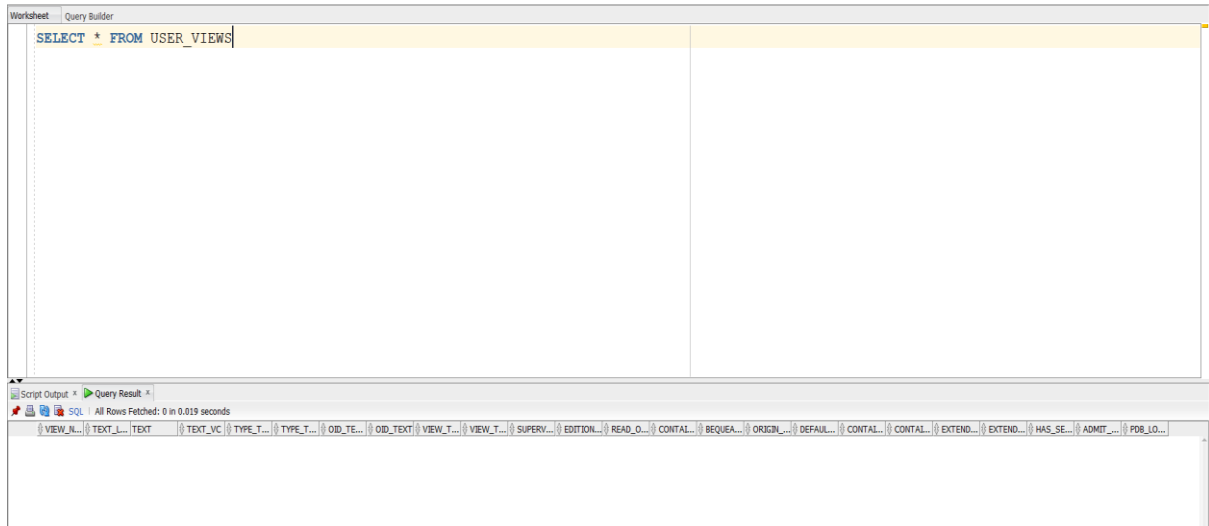 Worksheet Query Builder
SELECT * FROM USER_VIEWS
Script Output x Query Result x
SQL | All Rows Fetched: 0 in 0.019 seconds
VIEW_N... TEXT_L... TEXT TEXT_VC TYPE_T... TYPE_T... OID_TE... OID_TEXT VIEW_T... VIEW_T... SUPERV... EDITION... READ_O... CONTAI... BEQUEA... ORIGIN_... DEFAUL... CONTAI... CONTAI... EXTEND... EXTEND... HAS_SE... ADMIT_... PDB_LO...